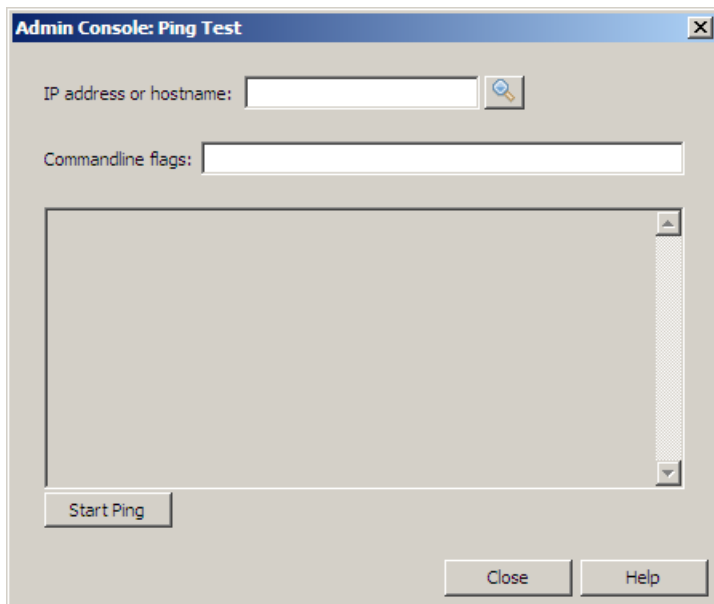 Admin Console: Ping Test
IP address or hostname:
Commandline flags:
Start Ping
Close Help